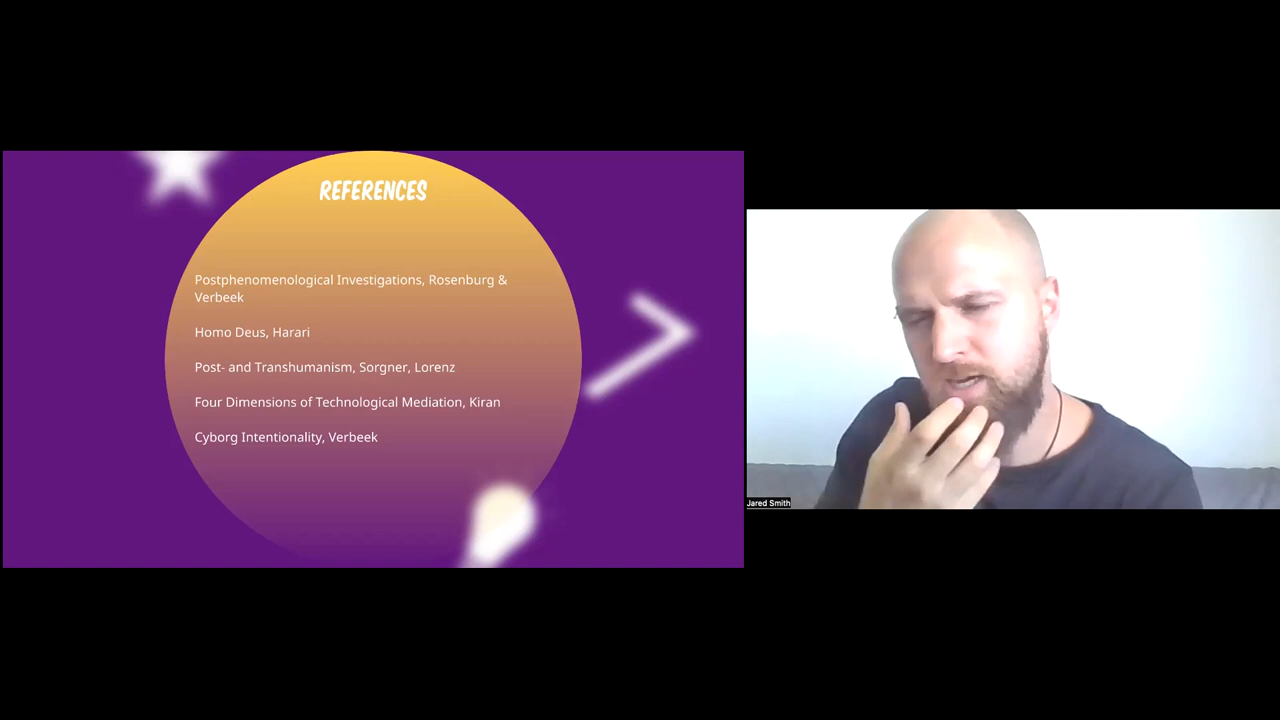 REFERENCES
Postphenomenological Investigations, Rosenburg &
Verbeek
Homo Deus, Harari
Post- and Transhumanism, Sorgner, Lorenz
Four Dimensions of Technological Mediation, Kiran
Cyborg Intentionality, Verbeek
Jared Smith